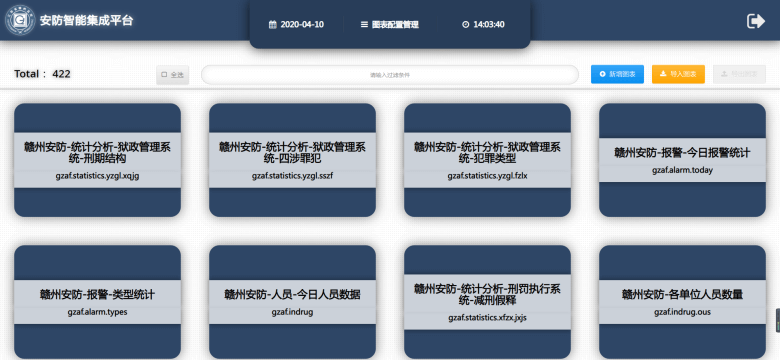 安防智能集成平台
2020-04-10
图表配置管理
14:03:40
Total : 422
全选
请输入过滤条件
新增图表
导入图表
赣州安防-统计分析-狱政管理系
统-刑期结构
gzaf.statistics.yzgl.xqjg
赣州安防-统计分析-狱政管理系
统-四涉罪犯
gzaf.statistics.yzgl.sszf
赣州安防-统计分析-狱政管理系
统-犯罪类型
gzaf.statistics.yzgl.fzlx
赣州安防-报警-今日报警统计
gzaf.alarm.today
赣州安防-报警-类型统计
gzaf.alarm.types
赣州安防-人员-今日人员数据
gzaf.indrug
赣州安防-统计分析-刑罚执行系
统-减刑假释
gzaf.statistics.xfzx.jxjs
赣州安防-各单位人员数量
gzaf.indrug.ous